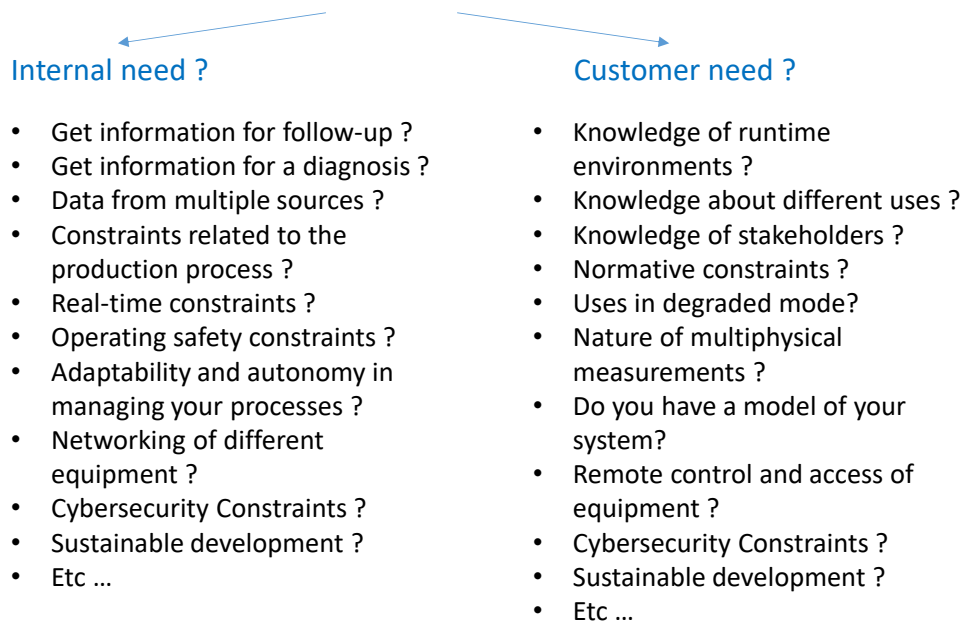 Internal need ?
• Get information for follow-up ?
• Get information for a diagnosis ?
• Data from multiple sources ?
• Constraints related to the
production process ?
• Real-time constraints ?
• Operating safety constraints ?
• Adaptability and autonomy in
managing your processes ?
• Networking of different
equipment ?
• Cybersecurity Constraints ?
• Sustainable development ?
• Etc …
Customer need ?
• Knowledge of runtime
environments ?
• Knowledge about different uses ?
• Knowledge of stakeholders ?
• Normative constraints ?
• Uses in degraded mode?
• Nature of multiphysical
measurements ?
• Do you have a model of your
system?
• Remote control and access of
equipment ?
• Cybersecurity Constraints ?
• Sustainable development ?
• Etc …